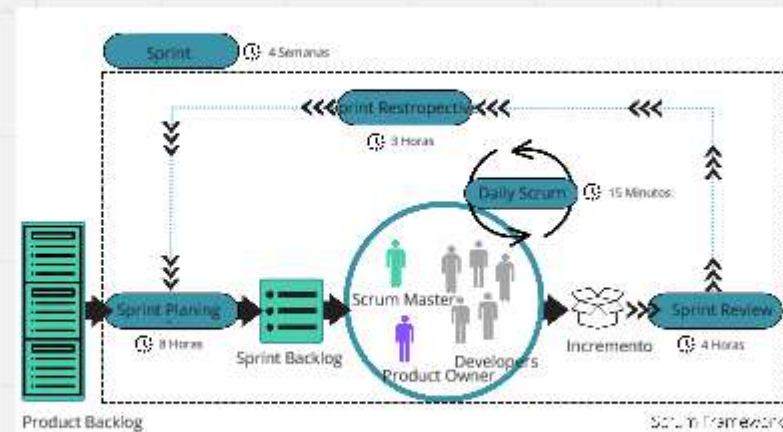 Sprint
4 Semanas
Sprint Restropective
3 Horas
Daily Scrum
15 Minutos
Scrum Master
Sprint Planing
Sprint Review
8 Horas
Sprint Backlog
Developers
Product Owner
Incremento
4 Horas
Product Backlog
Scrum Framework